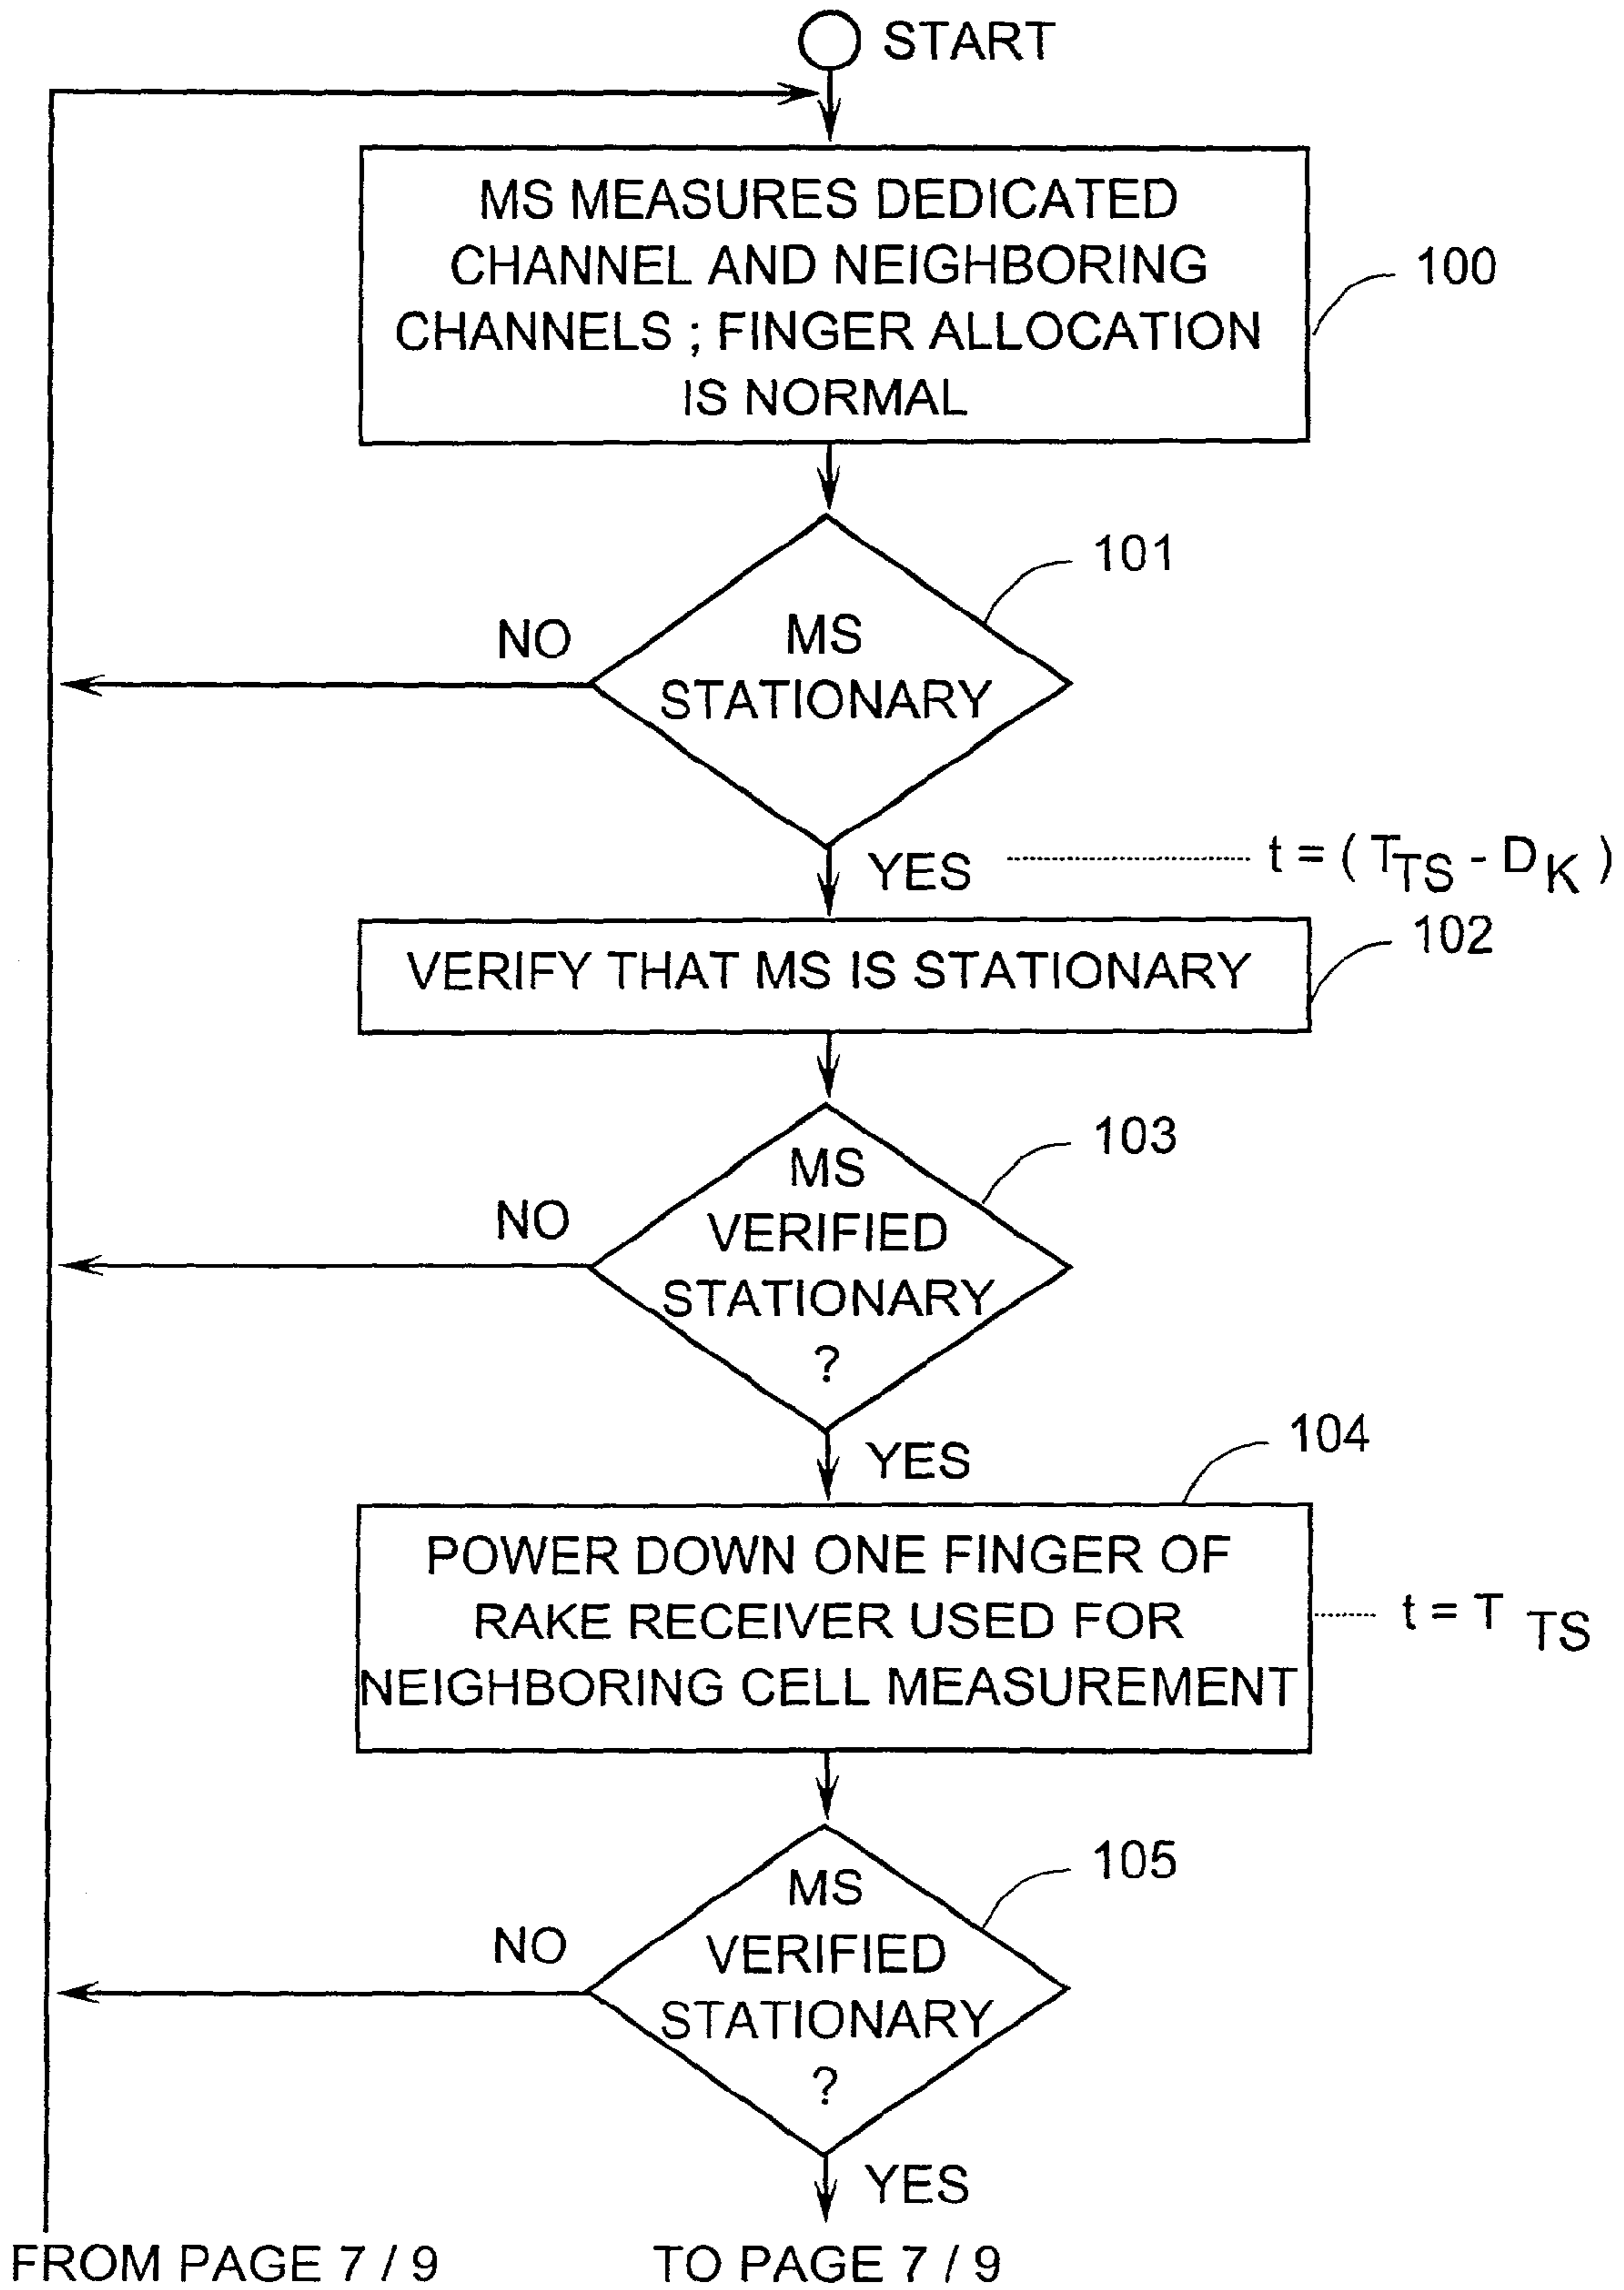 START
MS MEASURES DEDICATED
CHANNEL AND NEIGHBORING
CHANNELS ; FINGER ALLOCATION
IS NORMAL
100
101
NO
MS
STATIONARY
YES
t = ( T TS - D K )
102
VERIFY THAT MS IS STATIONARY
103
NO
MS
VERIFIED
STATIONARY
?
YES
104
POWER DOWN ONE FINGER OF
RAKE RECEIVER USED FOR
NEIGHBORING CELL MEASUREMENT
t = T TS
105
NO
MS
VERIFIED
STATIONARY
?
YES
FROM PAGE 7 / 9
TO PAGE 7 / 9